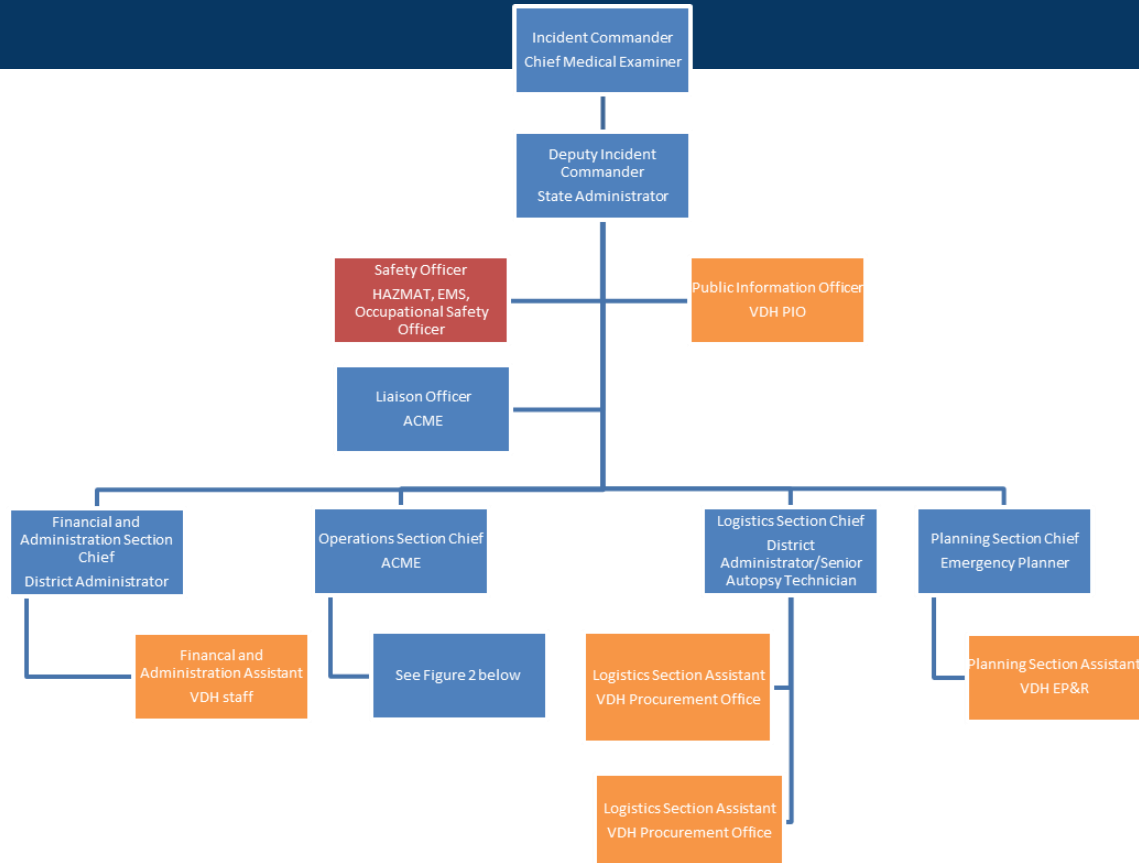 Incident Commander
Chief Medical Examiner
Deputy Incident
Commander
State Administrator
Safety Officer
HAZMAT, EMS,
Occupational Safety
Officer
Public Information Officer
VDH PIO
Liaison Officer
ACME
Financial and
Administration Section
Chief
District Administrator
Operations Section Chief
ACME
Logistics Section Chief
District
Administrator/Senior
Autopsy Technician
Planning Section Chief
Emergency Planner
Financal and
Administration Assistant
VDH staff
See Figure 2 below
Logistics Section Assistant
VDH Procurement Office
Planning Section Assistant
VDH EP&R
Logistics Section Assistant
VDH Procurement Office